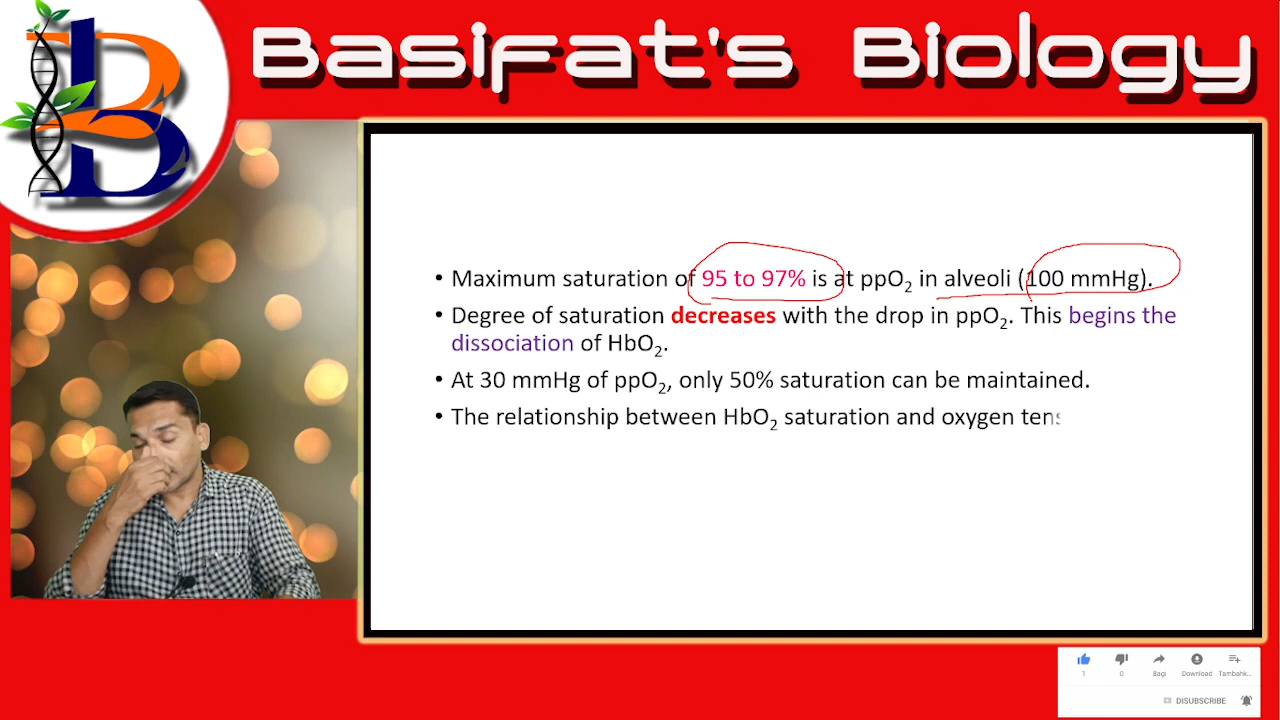 Basifat's Biology
B
• Maximum saturation of 95 to 97% is at ppO₂ in alveoli (100 mmHg).
• Degree of saturation decreases with the drop in ppO₂. This begins the
dissociation of HbO₂.
• At 30 mmHg of ppO₂, only 50% saturation can be maintained.
• The relationship between HbO₂ saturation and oxygen tens
1 0 Bagi Download Tambahk...
DISUBSCRIBE